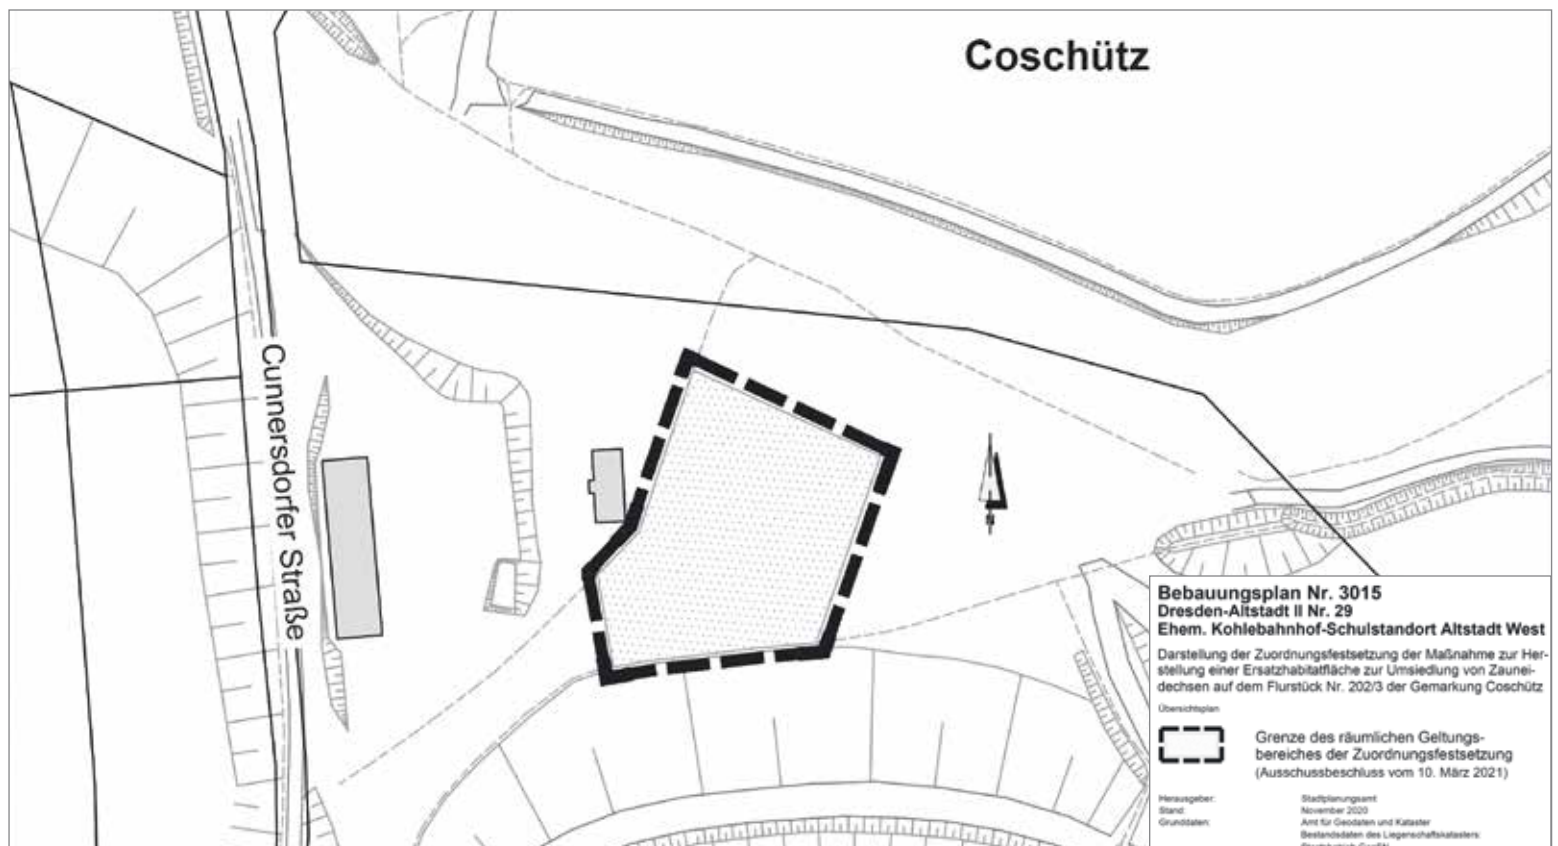 Coschütz
Cunnersdorfer Straße
N
Bebauungsplan Nr. 3015
Dresden-Altstadt II Nr. 29
Ehem. Kohlebahnhof-Schulstandort Altstadt West
Darstellung der Zuordnungsfestsetzung der Maßnahme zur Her-
stellung einer Ersatzhabitatfläche zur Umsiedlung von Zaunei-
dechsen auf dem Flurstück Nr. 202/3 der Gemarkung Coschütz
Übersichtsplan
Grenze des räumlichen Geltungs-
bereiches der Zuordnungsfestsetzung
(Ausschussbeschluss vom 10. März 2021)
Herausgeber: Stadtplanungsamt
Stand: November 2020
Grunddaten: Amt für Geodaten und Kataster
Bestandsdaten des Liegenschaftskatasters: